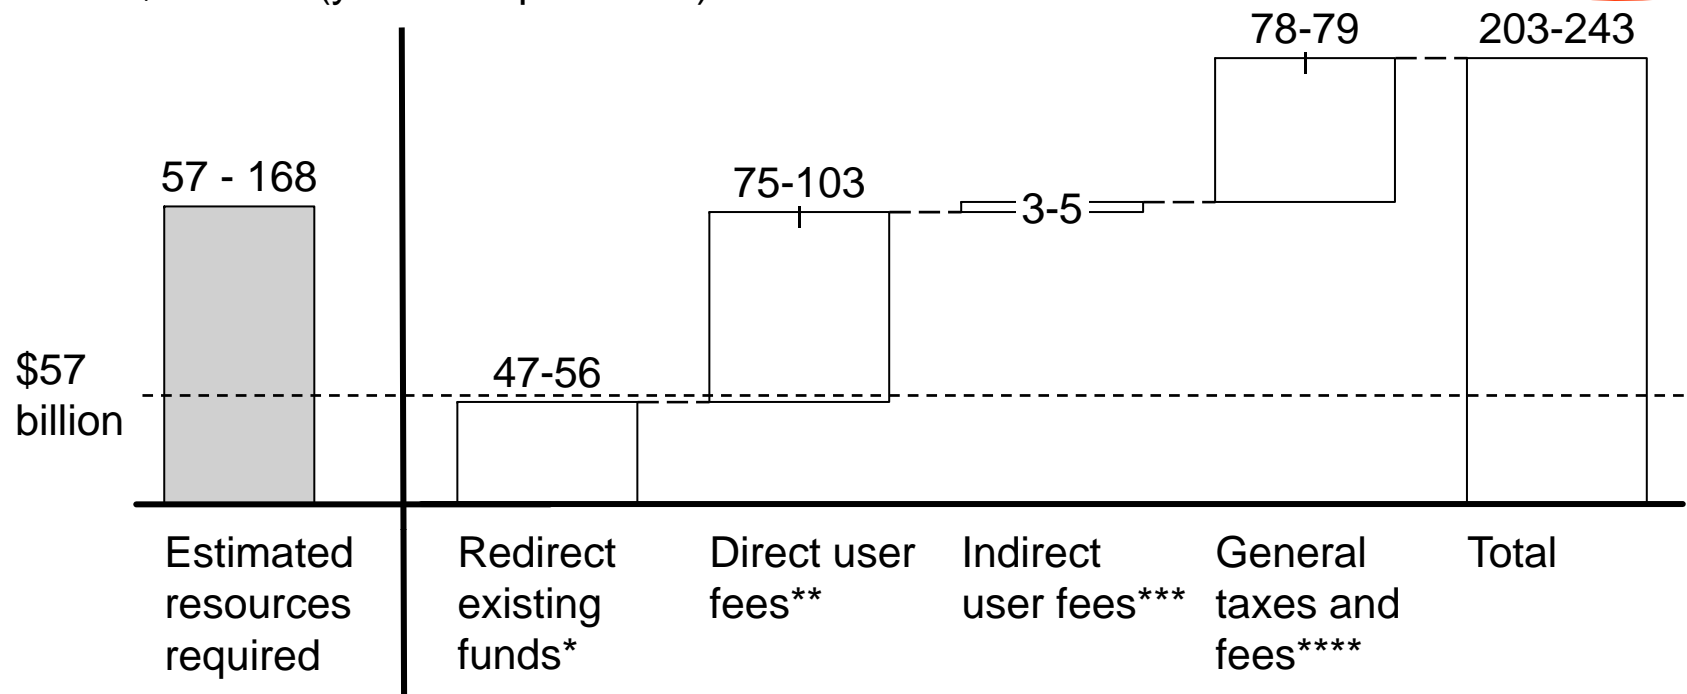 78-79
203-243
57 - 168
75-103
3-5
47-56
$57
billion
Estimated
resources
required
Redirect
existing
funds*
Direct user
fees**
Indirect
user fees***
General
taxes and
fees****
Total